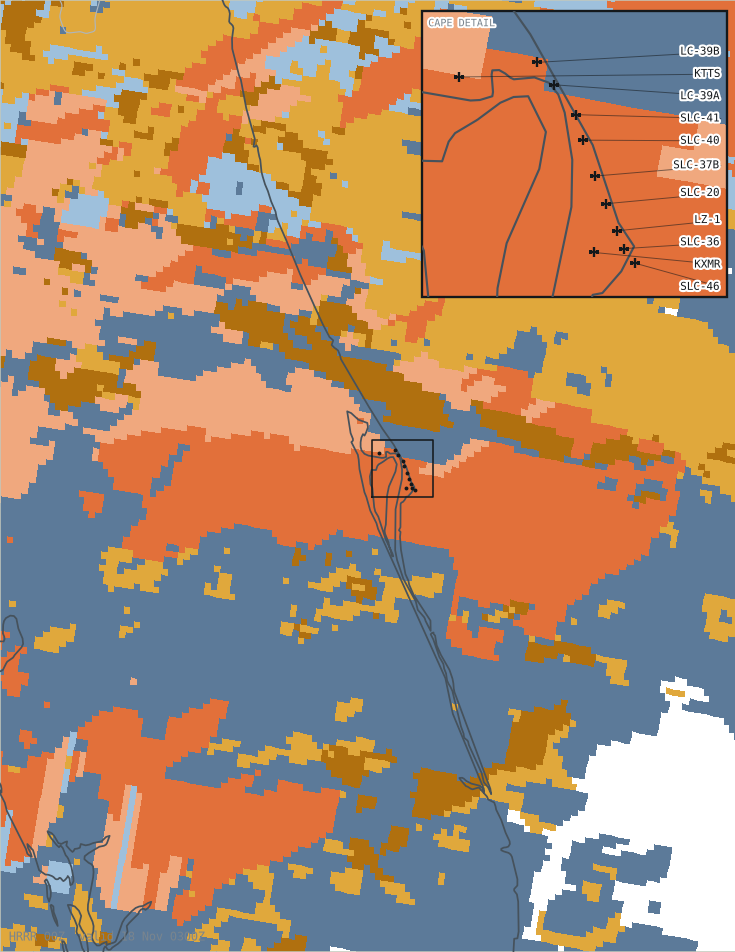 CAPE DETAIL
LC-39B
KTTS
LC-39A
SLC-41
SLC-40
SLC-37B
SLC-20
LZ-1
SLC-36
KXMR
SLC-46